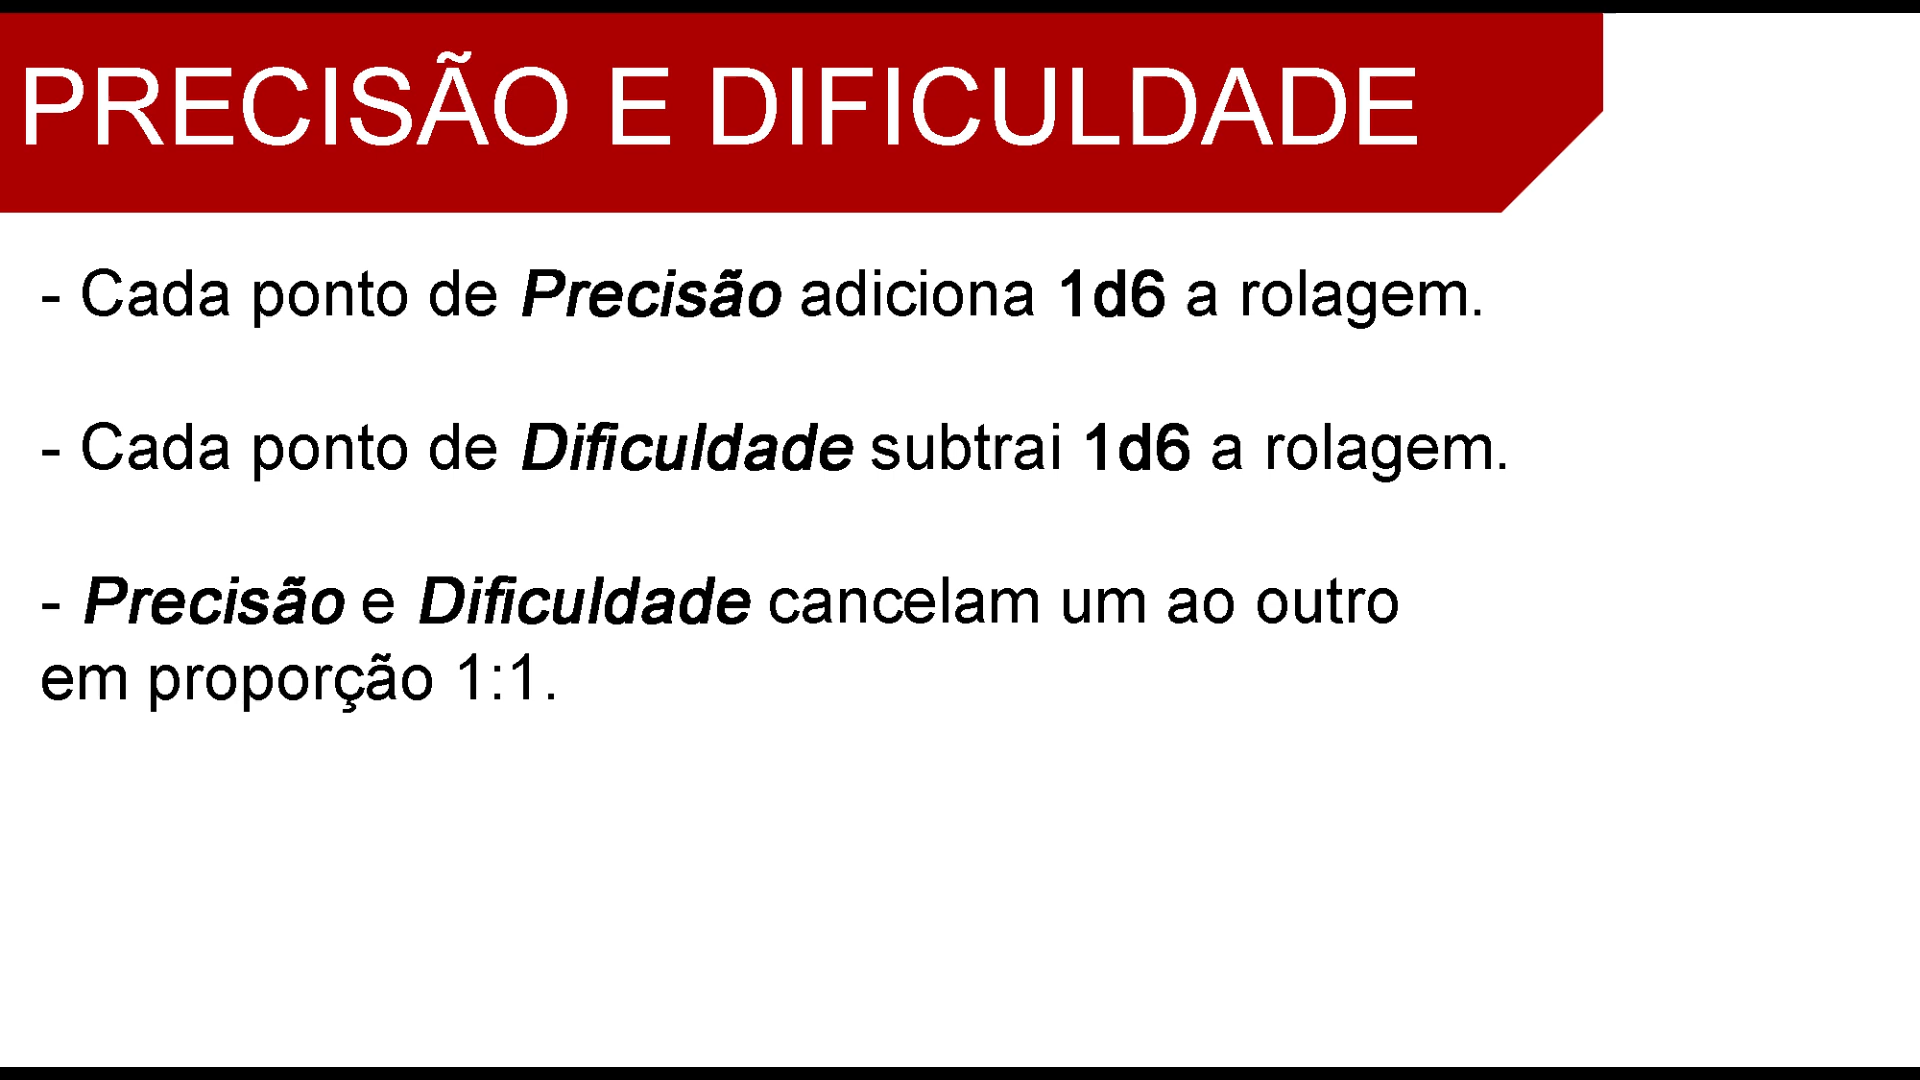 PRECISÃO E DIFICULDADE
- Cada ponto de Precisão adiciona 1d6 a rolagem.
- Cada ponto de Dificuldade subtrai 1d6 a rolagem.
- Precisão e Dificuldade cancelam um ao outro
em proporção 1:1.